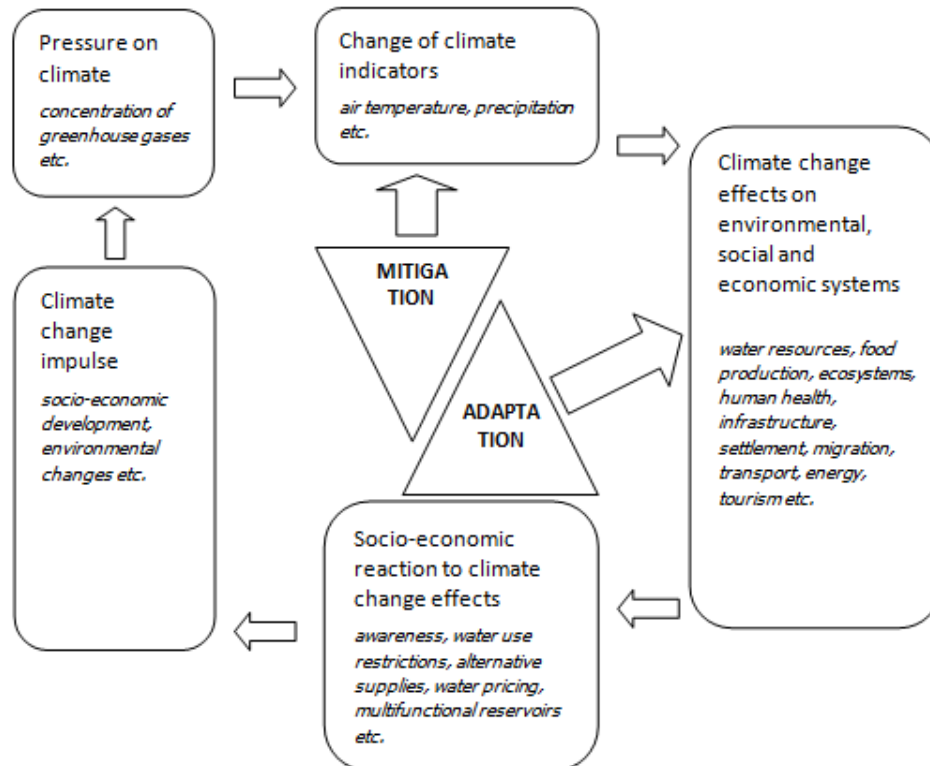 Pressure on
climate
concentration of
greenhouse gases
etc.
Change of climate
indicators
air temperature, precipitation
etc.
Climate change
effects on
environmental,
social and
economic systems
water resources, food
production, ecosystems,
human health,
infrastructure,
settlement, migration,
transport, energy,
tourism etc.
MITIGA
TION
ADAPTA
TION
Climate
change
impulse
socio-economic
development,
environmental
changes etc.
Socio-economic
reaction to climate
change effects
awareness, water use
restrictions, alternative
supplies, water pricing,
multifunctional reservoirs
etc.